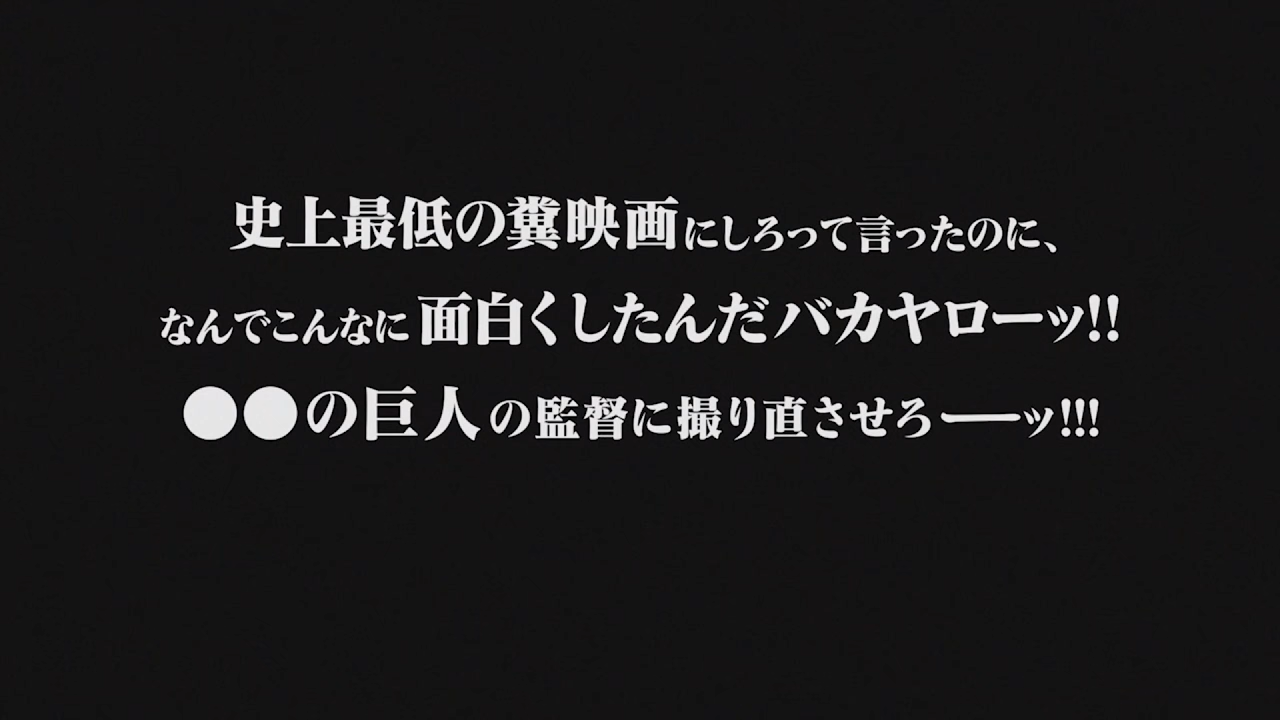 史上最低の糞映画にしろって言ったのに、
なんでこんなに面白くしたんだバカヤローッ!!
●●の巨人の監督に撮り直させろ━━ッ!!!